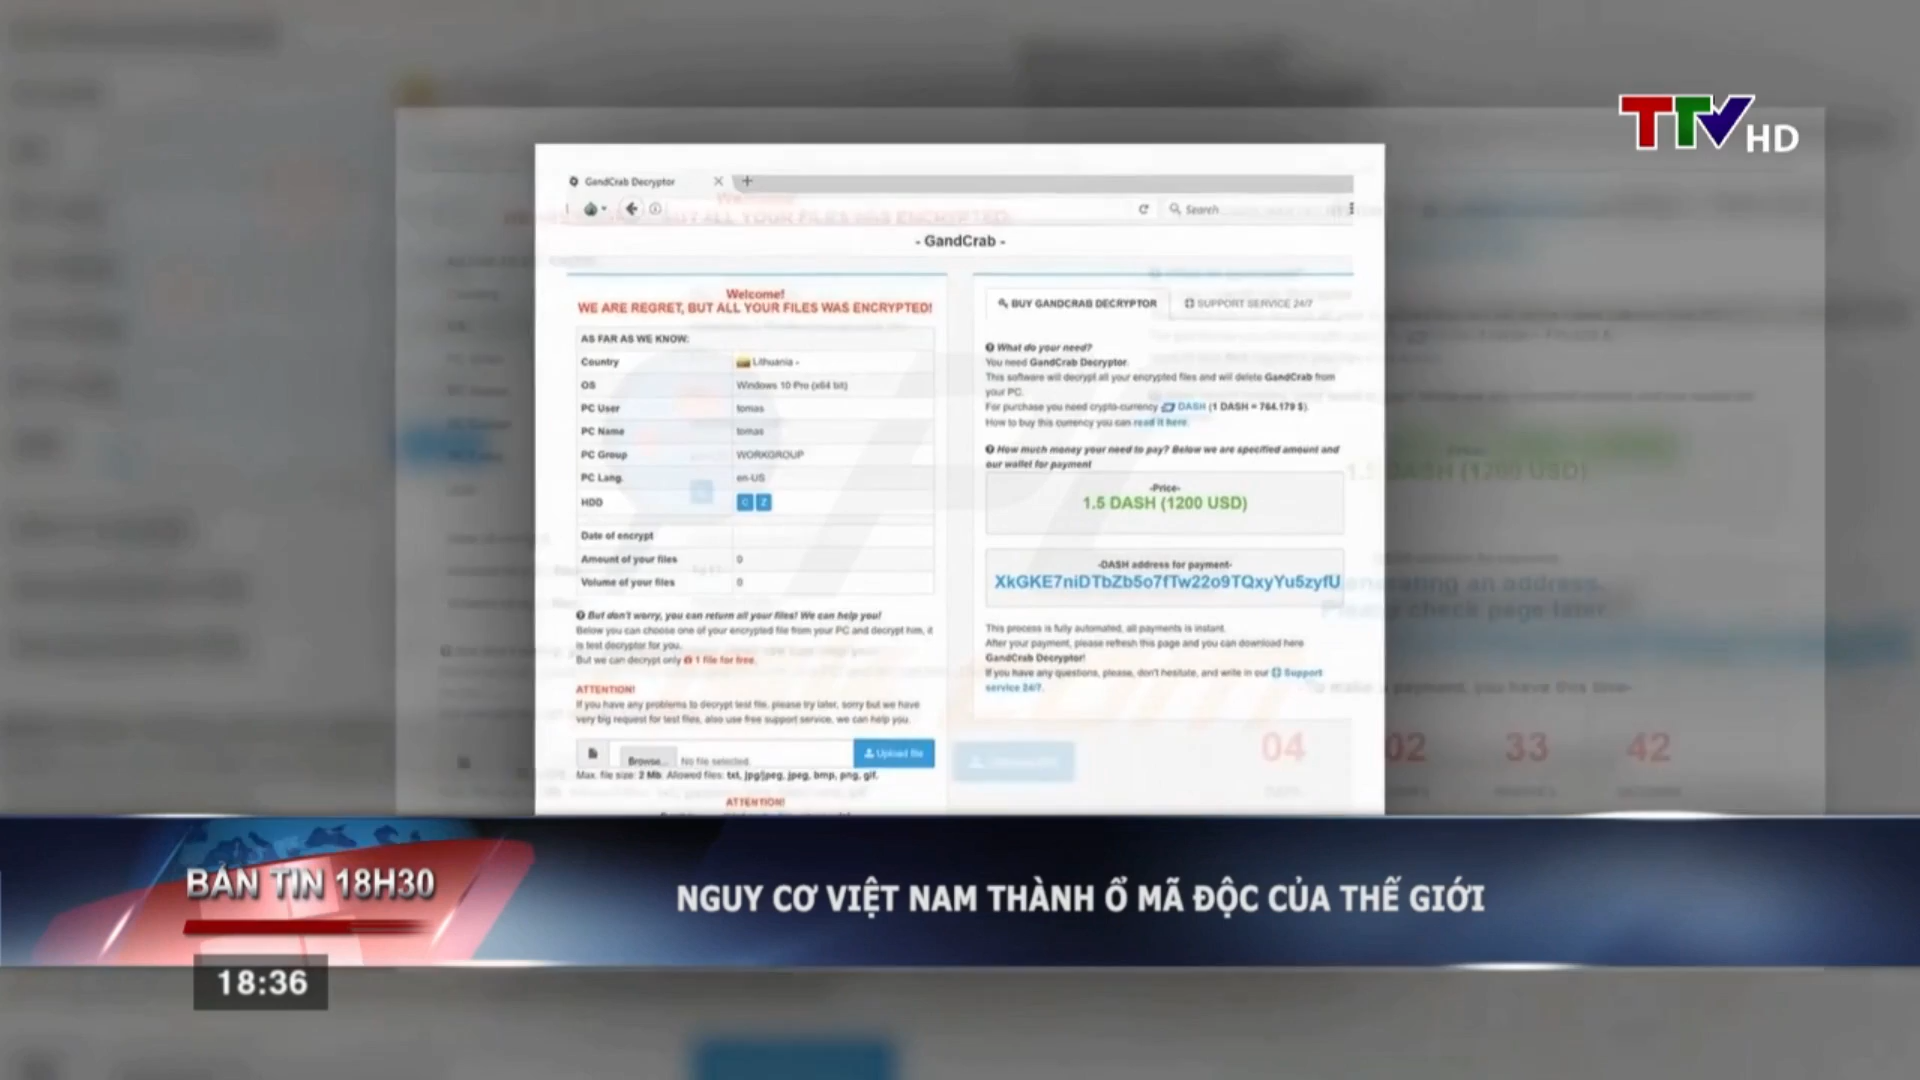 TTV HD
GandCrab Decryptor
Search
- GandCrab -
Welcome!
WE ARE REGRET, BUT ALL YOUR FILES WAS ENCRYPTED!
AS FAR AS WE KNOW:
Country Lithuania -
OS Windows 10 Pro (x64 bit)
PC User tomas
PC Name tomas
PC Group WORKGROUP
PC Lang. en-US
HDD C Z
Date of encrypt
Amount of your files 0
Volume of your files 0
But don't worry, you can return all your files! We can help you!
Below you can choose one of your encrypted file from your PC and decrypt him, it
is test decryptor for you.
But we can decrypt only 1 file for free.
ATTENTION!
If you have any problems to decrypt test file, please try later, sorry but we have
very big request for test files, also use free support service, we can help you.
Browse... No file selected. Upload file
Max. file size: 2 Mb. Allowed files: txt, jpg/jpeg, jpeg, bmp, png, gif.
ATTENTION!
BUY GANDCRAB DECRYPTOR SUPPORT SERVICE 24/7
What do your need?
You need GandCrab Decryptor.
This software will decrypt all your encrypted files and will delete GandCrab from
your PC.
For purchase you need crypto-currency DASH (1 DASH = 764.179 $).
How to buy this currency you can read it here.
How much money your need to pay? Below we are specified amount and
our wallet for payment
-Price-
1.5 DASH (1200 USD)
-DASH address for payment-
XkGKE7niDTbZb5o7fTw22o9TQxyYu5zyfU
This process is fully automated, all payments is instant.
After your payment, please refresh this page and you can download here
GandCrab Decryptor!
If you have any questions, please, don't hesitate, and write in our Support
service 24/7.
1.5 DASH (1200 USD)
an address.
check page later
payment, you have this time-
04 02 33 42
BẢN TIN 18H30
NGUY CƠ VIỆT NAM THÀNH Ổ MÃ ĐỘC CỦA THẾ GIỚI
18:36